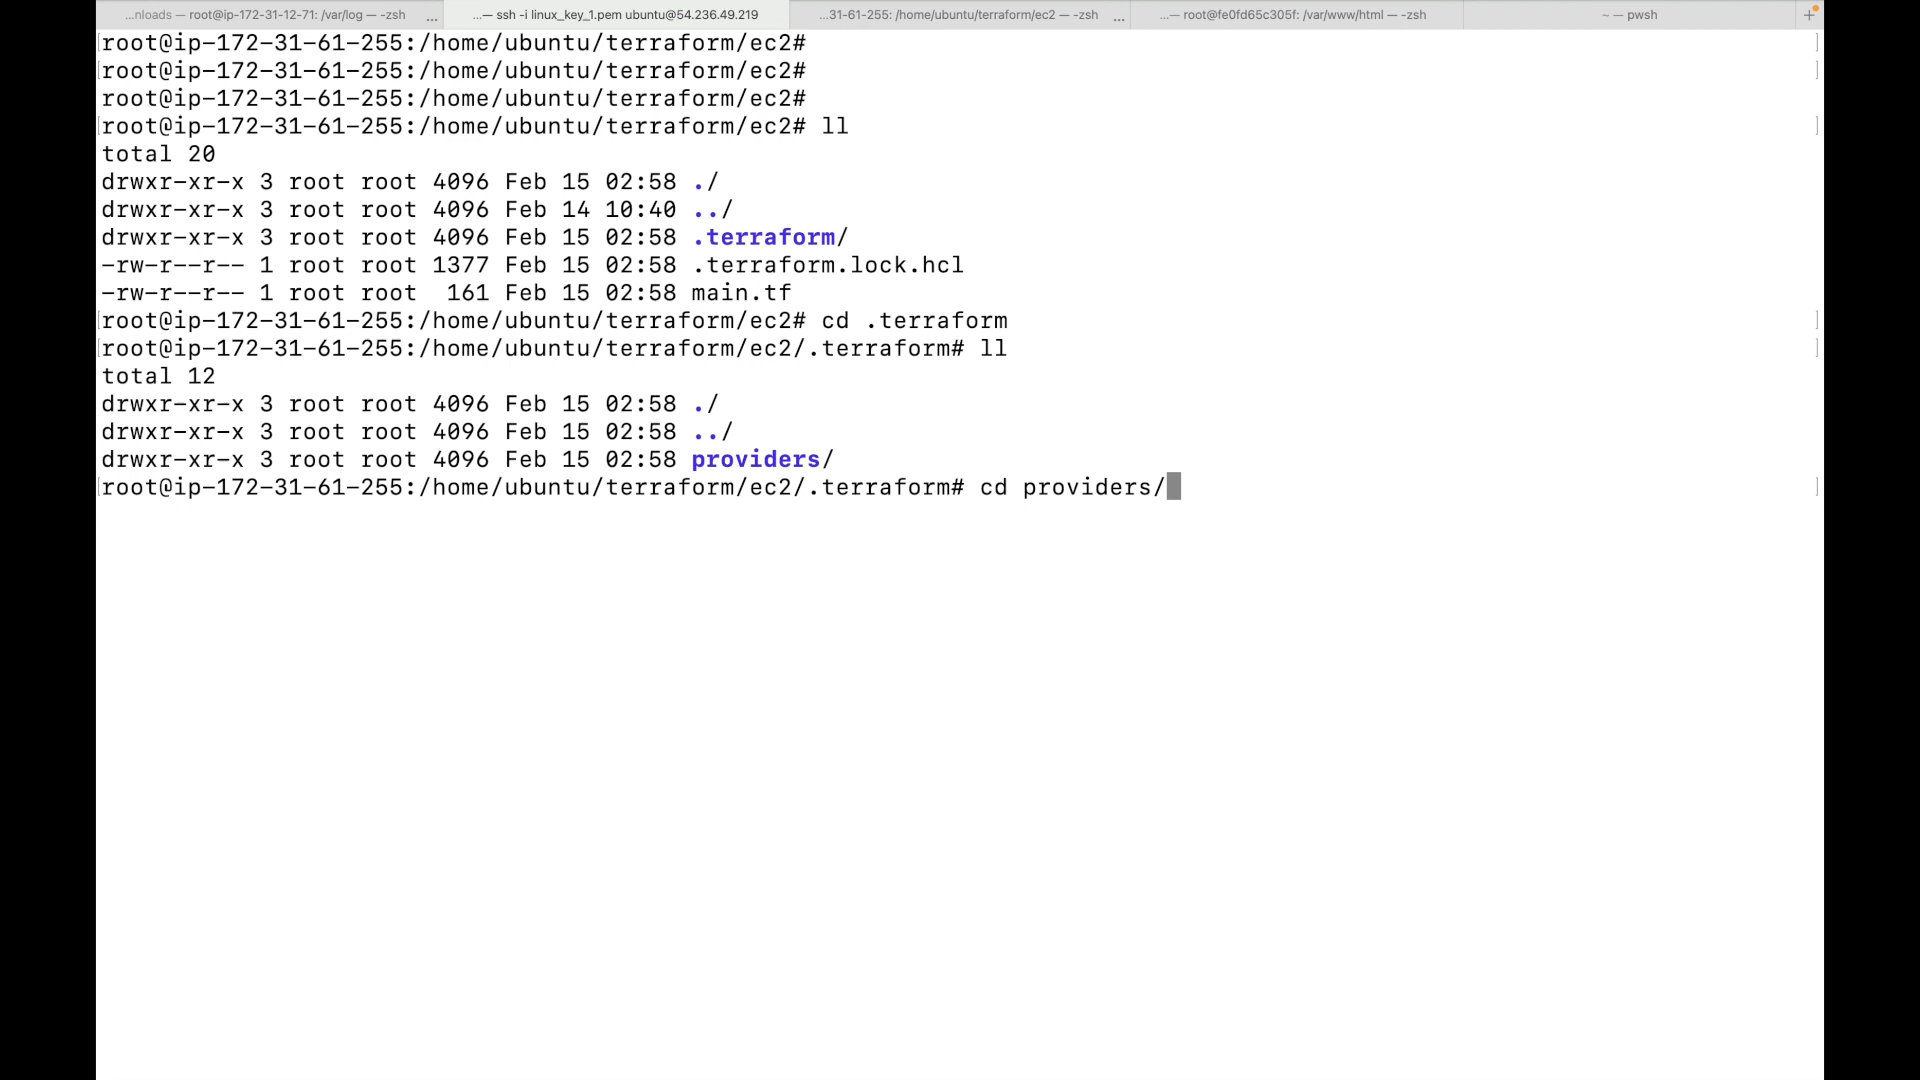 ...nloads — root@ip-172-31-12-71: /var/log — -zsh ... ...— ssh -i linux_key_1.pem ubuntu@54.236.49.219 ...31-61-255: /home/ubuntu/terraform/ec2 — -zsh ... ...— root@fe0fd65c305f: /var/www/html — -zsh ~ — pwsh +
[root@ip-172-31-61-255:/home/ubuntu/terraform/ec2# ]
[root@ip-172-31-61-255:/home/ubuntu/terraform/ec2# ]
root@ip-172-31-61-255:/home/ubuntu/terraform/ec2#
[root@ip-172-31-61-255:/home/ubuntu/terraform/ec2# ll ]
total 20
drwxr-xr-x 3 root root 4096 Feb 15 02:58 ./
drwxr-xr-x 3 root root 4096 Feb 14 10:40 ../
drwxr-xr-x 3 root root 4096 Feb 15 02:58 .terraform/
-rw-r--r-- 1 root root 1377 Feb 15 02:58 .terraform.lock.hcl
-rw-r--r-- 1 root root  161 Feb 15 02:58 main.tf
[root@ip-172-31-61-255:/home/ubuntu/terraform/ec2# cd .terraform ]
[root@ip-172-31-61-255:/home/ubuntu/terraform/ec2/.terraform# ll ]
total 12
drwxr-xr-x 3 root root 4096 Feb 15 02:58 ./
drwxr-xr-x 3 root root 4096 Feb 15 02:58 ../
drwxr-xr-x 3 root root 4096 Feb 15 02:58 providers/
[root@ip-172-31-61-255:/home/ubuntu/terraform/ec2/.terraform# cd providers/ ]